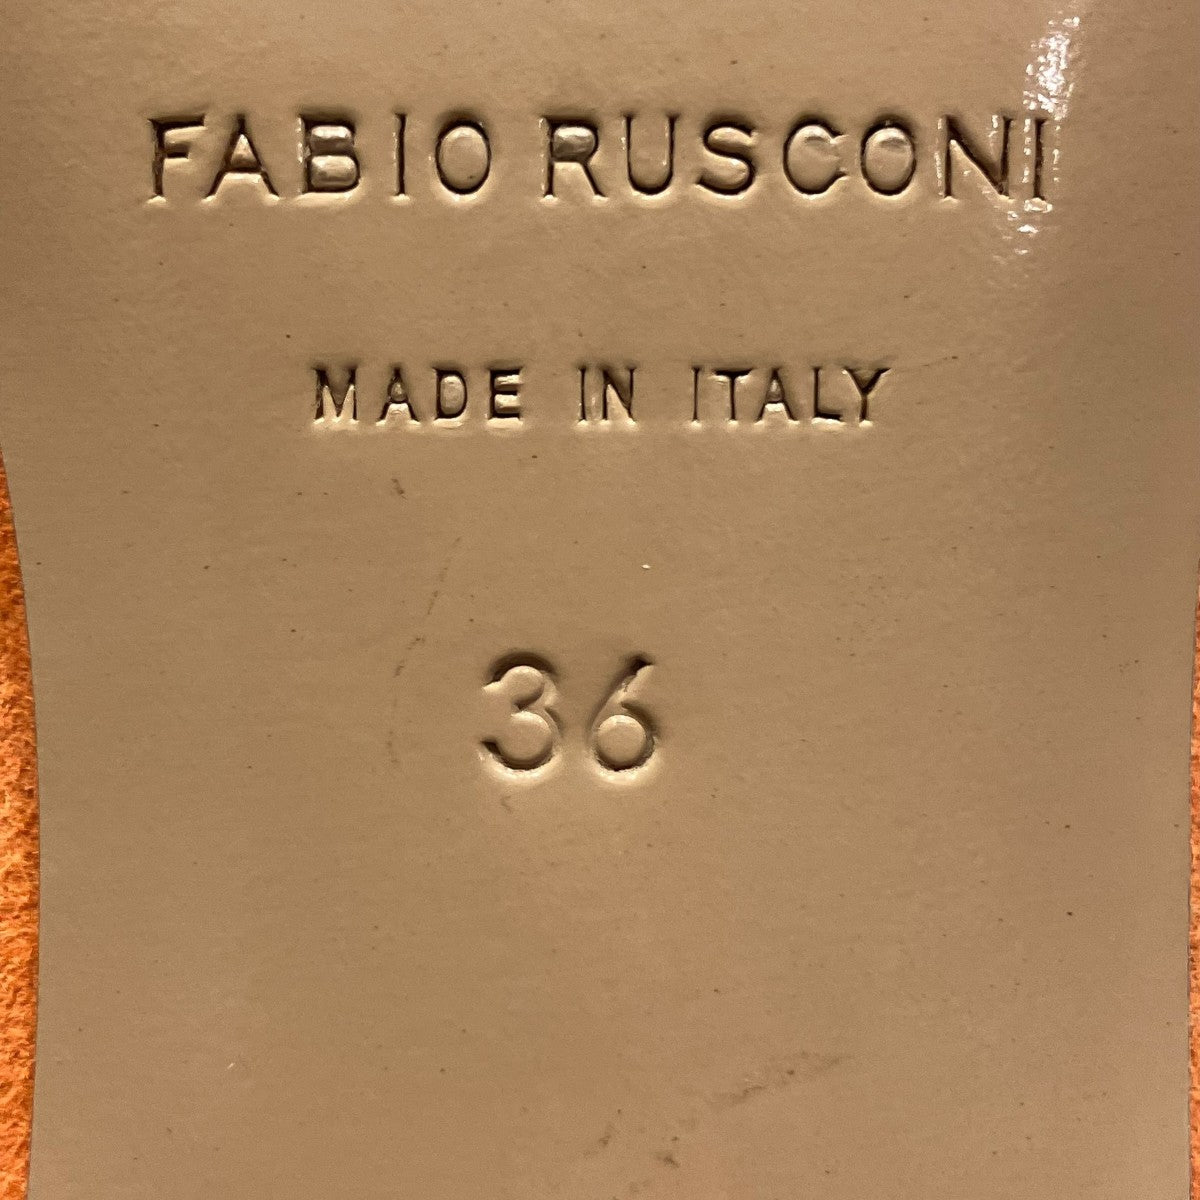 FABIO RUSCONI
MADE IN ITALY
36